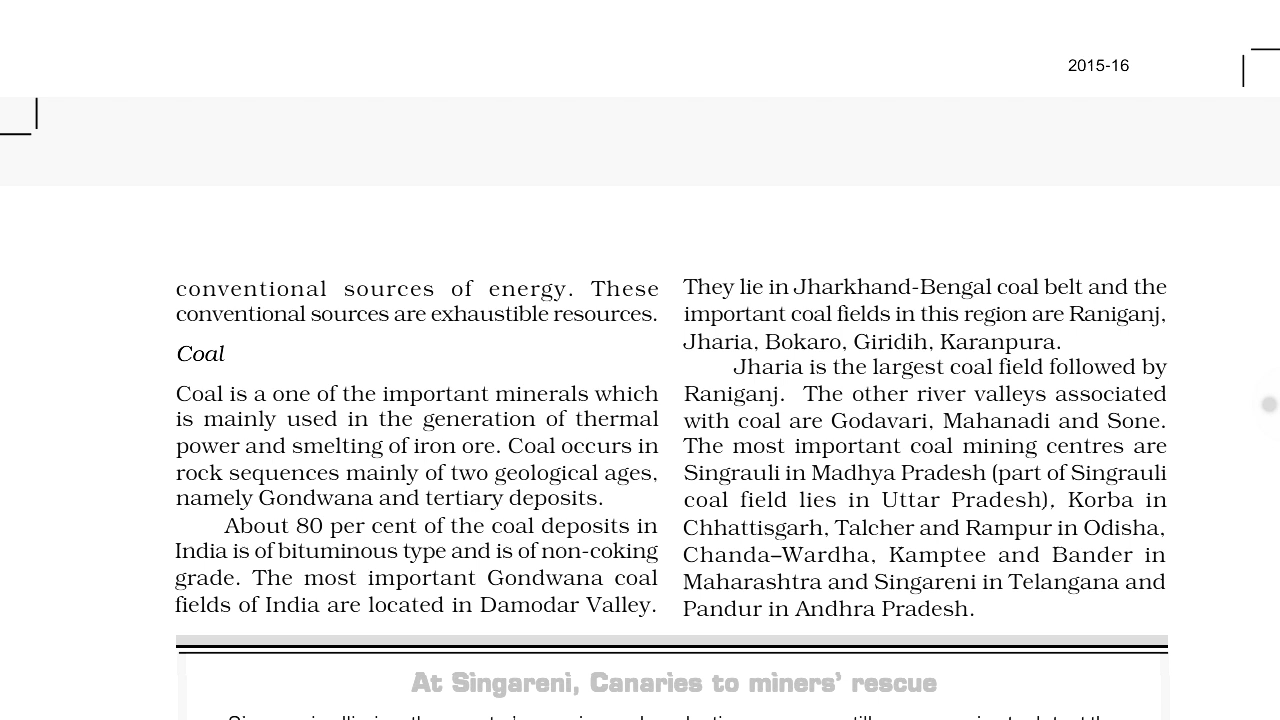 2015-16
conventional sources of energy. These
conventional sources are exhaustible resources.
Coal
Coal is a one of the important minerals which
is mainly used in the generation of thermal
power and smelting of iron ore. Coal occurs in
rock sequences mainly of two geological ages,
namely Gondwana and tertiary deposits.
About 80 per cent of the coal deposits in
India is of bituminous type and is of non-coking
grade. The most important Gondwana coal
fields of India are located in Damodar Valley.
They lie in Jharkhand-Bengal coal belt and the
important coal fields in this region are Raniganj,
Jharia, Bokaro, Giridih, Karanpura.
Jharia is the largest coal field followed by
Raniganj. The other river valleys associated
with coal are Godavari, Mahanadi and Sone.
The most important coal mining centres are
Singrauli in Madhya Pradesh (part of Singrauli
coal field lies in Uttar Pradesh), Korba in
Chhattisgarh, Talcher and Rampur in Odisha,
Chanda–Wardha, Kamptee and Bander in
Maharashtra and Singareni in Telangana and
Pandur in Andhra Pradesh.
At Singareni, Canaries to miners' rescue